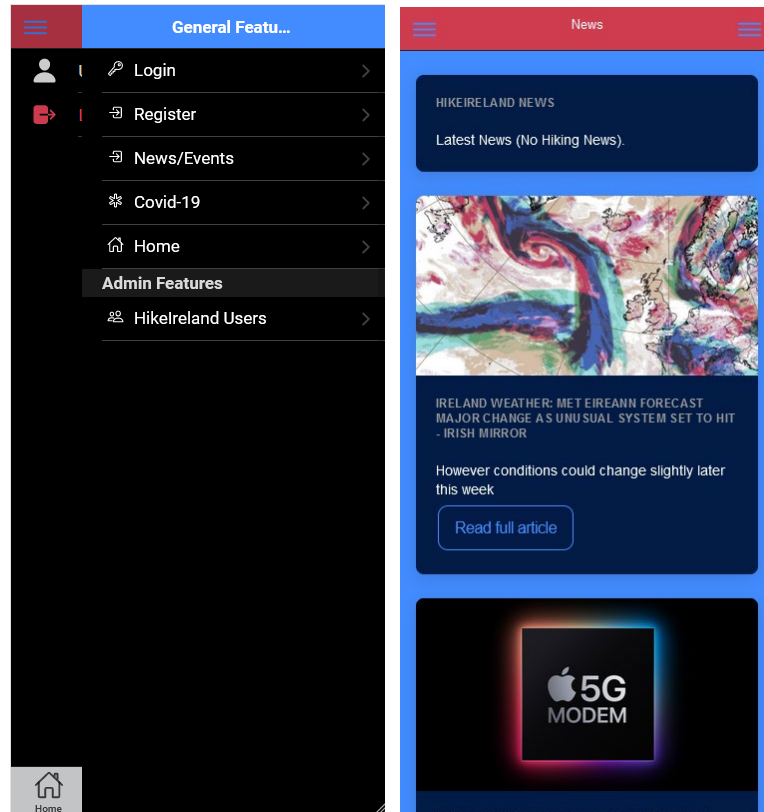 General Featu…
Login
Register
News/Events
Covid-19
Home
Admin Features
HikeIreland Users
Home
News
HIKEIRELAND NEWS
Latest News (No Hiking News).
IRELAND WEATHER: MET EIREANN FORECAST
MAJOR CHANGE AS UNUSUAL SYSTEM SET TO HIT
- IRISH MIRROR
However conditions could change slightly later
this week
Read full article
5G
MODEM